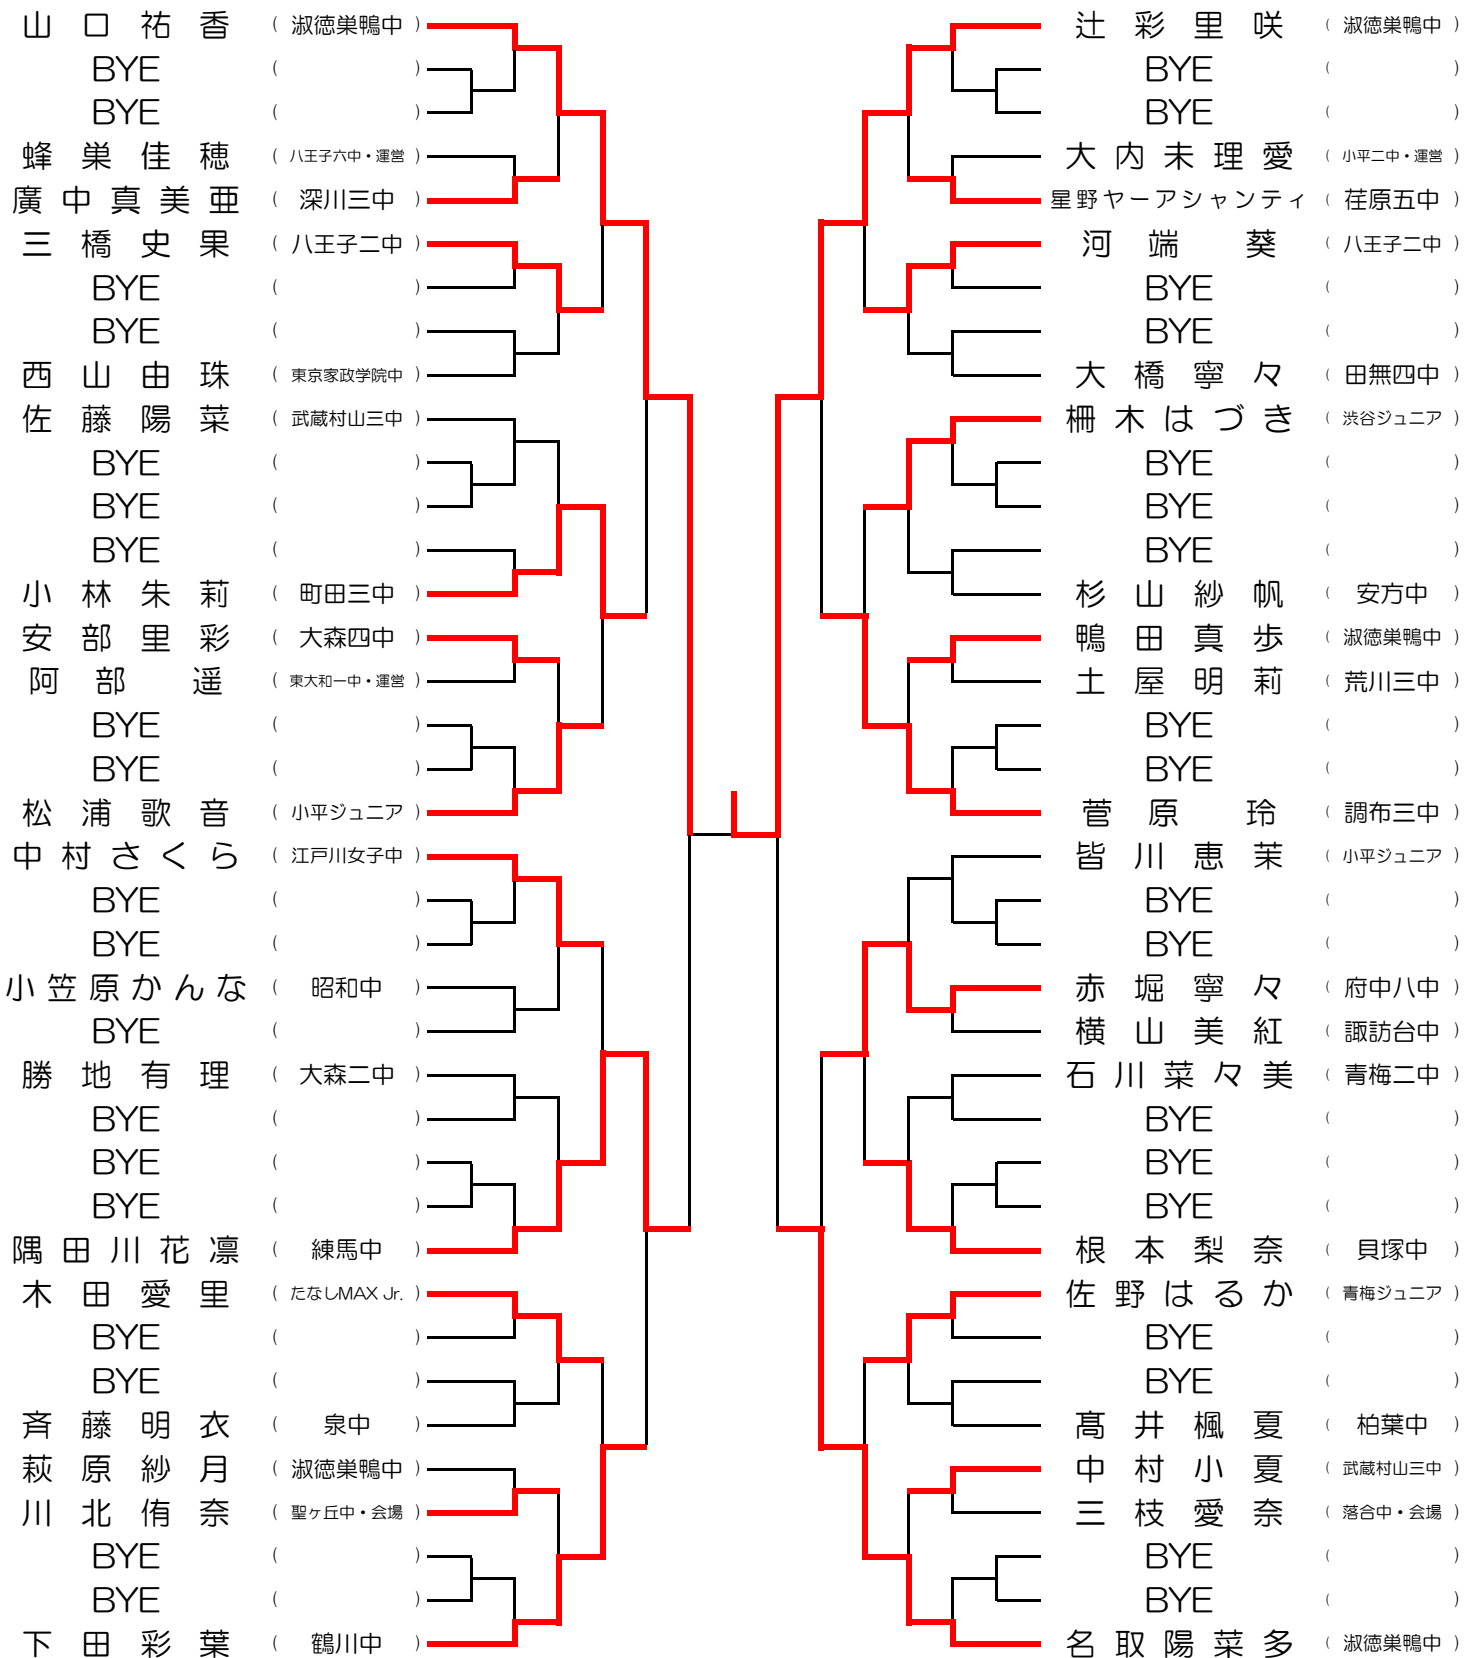 山口祐香 ( 淑徳巣鴨中 )
BYE ( )
BYE ( )
蜂巣佳穂 ( 八王子六中・運営 )
廣中真美亜 ( 深川三中 )
三橋史果 ( 八王子二中 )
BYE ( )
BYE ( )
西山由珠 ( 東京家政学院中 )
佐藤陽菜 ( 武蔵村山三中 )
BYE ( )
BYE ( )
BYE ( )
小林朱莉 ( 町田三中 )
安部里彩 ( 大森四中 )
阿部遥 ( 東大和一中・運営 )
BYE ( )
BYE ( )
松浦歌音 ( 小平ジュニア )
中村さくら ( 江戸川女子中 )
BYE ( )
BYE ( )
小笠原かんな ( 昭和中 )
BYE ( )
勝地有理 ( 大森二中 )
BYE ( )
BYE ( )
BYE ( )
隅田川花凛 ( 練馬中 )
木田愛里 ( たなしMAX Jr. )
BYE ( )
BYE ( )
斉藤明衣 ( 泉中 )
萩原紗月 ( 淑徳巣鴨中 )
川北侑奈 ( 聖ヶ丘中・会場 )
BYE ( )
BYE ( )
下田彩葉 ( 鶴川中 )
辻彩里咲 ( 淑徳巣鴨中 )
BYE ( )
BYE ( )
大内未理愛 ( 小平二中・運営 )
星野ヤーアシャンティ ( 荏原五中 )
河端葵 ( 八王子二中 )
BYE ( )
BYE ( )
大橋寧々 ( 田無四中 )
柵木はづき ( 渋谷ジュニア )
BYE ( )
BYE ( )
BYE ( )
杉山紗帆 ( 安方中 )
鴨田真歩 ( 淑徳巣鴨中 )
土屋明莉 ( 荒川三中 )
BYE ( )
BYE ( )
菅原玲 ( 調布三中 )
皆川恵茉 ( 小平ジュニア )
BYE ( )
BYE ( )
赤堀寧々 ( 府中八中 )
横山美紅 ( 諏訪台中 )
石川菜々美 ( 青梅二中 )
BYE ( )
BYE ( )
BYE ( )
根本梨奈 ( 貝塚中 )
佐野はるか ( 青梅ジュニア )
BYE ( )
BYE ( )
髙井楓夏 ( 柏葉中 )
中村小夏 ( 武蔵村山三中 )
三枝愛奈 ( 落合中・会場 )
BYE ( )
BYE ( )
名取陽菜多 ( 淑徳巣鴨中 )